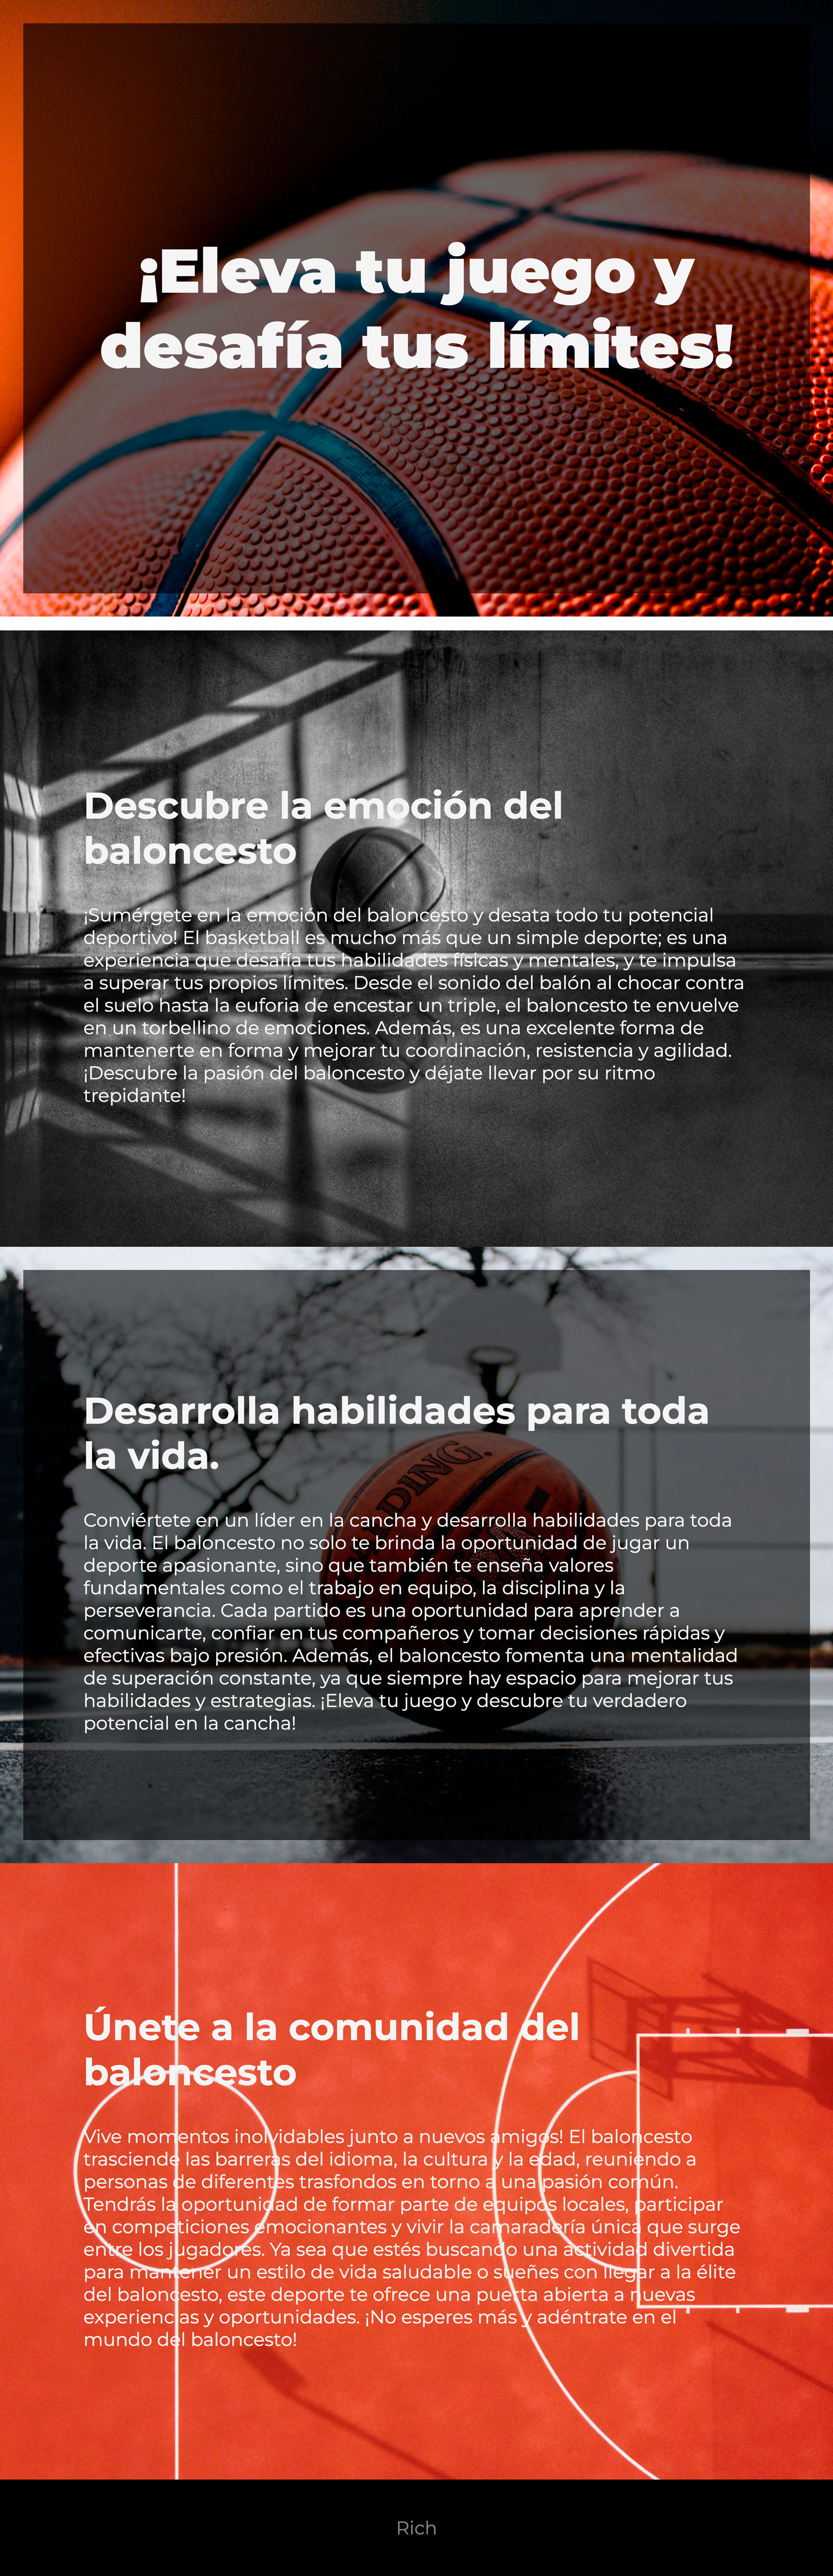 ¡Eleva tu juego y
desafía tus límites!
Descubre la emoción del
baloncesto
¡Sumérgete en la emoción del baloncesto y desata todo tu potencial
deportivo! El basketball es mucho más que un simple deporte; es una
experiencia que desafía tus habilidades físicas y mentales, y te impulsa
a superar tus propios límites. Desde el sonido del balón al chocar contra
el suelo hasta la euforia de encestar un triple, el baloncesto te envuelve
en un torbellino de emociones. Además, es una excelente forma de
mantenerte en forma y mejorar tu coordinación, resistencia y agilidad.
¡Descubre la pasión del baloncesto y déjate llevar por su ritmo
trepidante!
Desarrolla habilidades para toda
la vida.
Conviértete en un líder en la cancha y desarrolla habilidades para toda
la vida. El baloncesto no solo te brinda la oportunidad de jugar un
deporte apasionante, sino que también te enseña valores
fundamentales como el trabajo en equipo, la disciplina y la
perseverancia. Cada partido es una oportunidad para aprender a
comunicarte, confiar en tus compañeros y tomar decisiones rápidas y
efectivas bajo presión. Además, el baloncesto fomenta una mentalidad
de superación constante, ya que siempre hay espacio para mejorar tus
habilidades y estrategias. ¡Eleva tu juego y descubre tu verdadero
potencial en la cancha!
Únete a la comunidad del
baloncesto
Vive momentos inolvidables junto a nuevos amigos! El baloncesto
trasciende las barreras del idioma, la cultura y la edad, reuniendo a
personas de diferentes trasfondos en torno a una pasión común.
Tendrás la oportunidad de formar parte de equipos locales, participar
en competiciones emocionantes y vivir la camaradería única que surge
entre los jugadores. Ya sea que estés buscando una actividad divertida
para mantener un estilo de vida saludable o sueñes con llegar a la élite
del baloncesto, este deporte te ofrece una puerta abierta a nuevas
experiencias y oportunidades. ¡No esperes más y adéntrate en el
mundo del baloncesto!
Rich